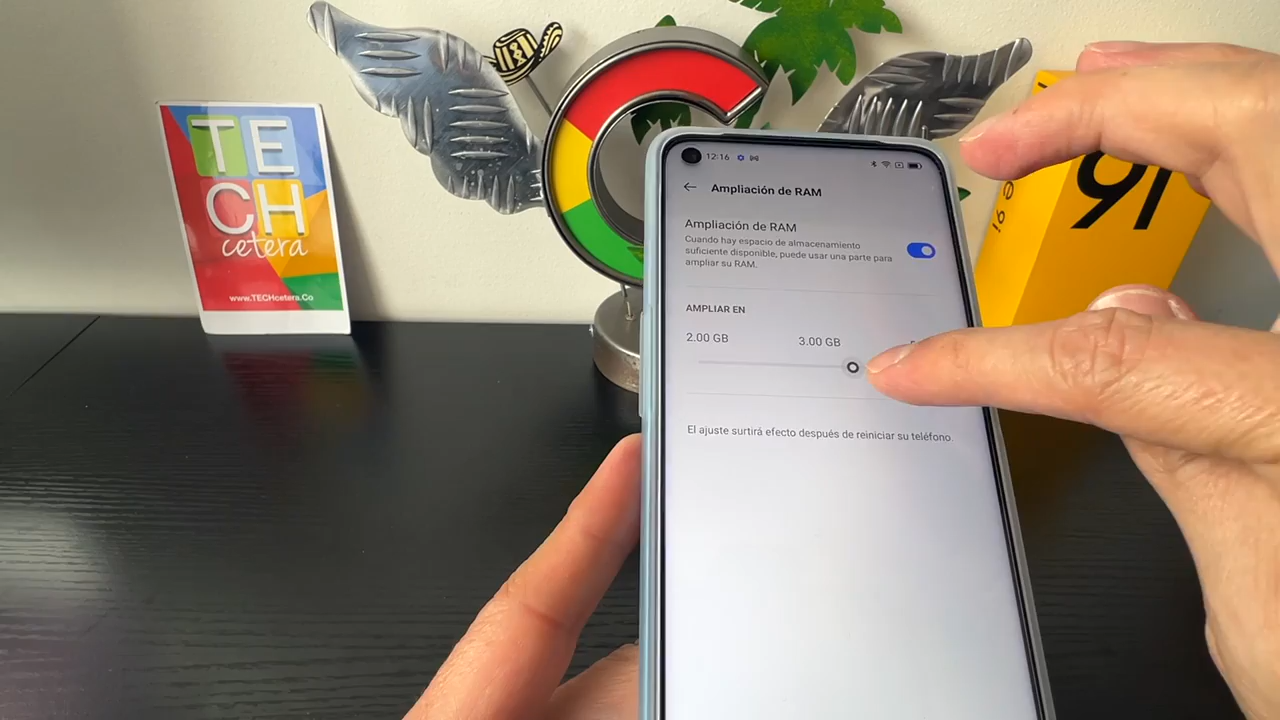 TE
CH
cetera
www.TECHcetera.Co
12:16
Ampliación de RAM
Ampliación de RAM
Cuando hay espacio de almacenamiento
suficiente disponible, puede usar una parte para
ampliar su RAM.
AMPLIAR EN
2.00 GB
3.00 GB
El ajuste surtirá efecto después de reiniciar su teléfono.
9i